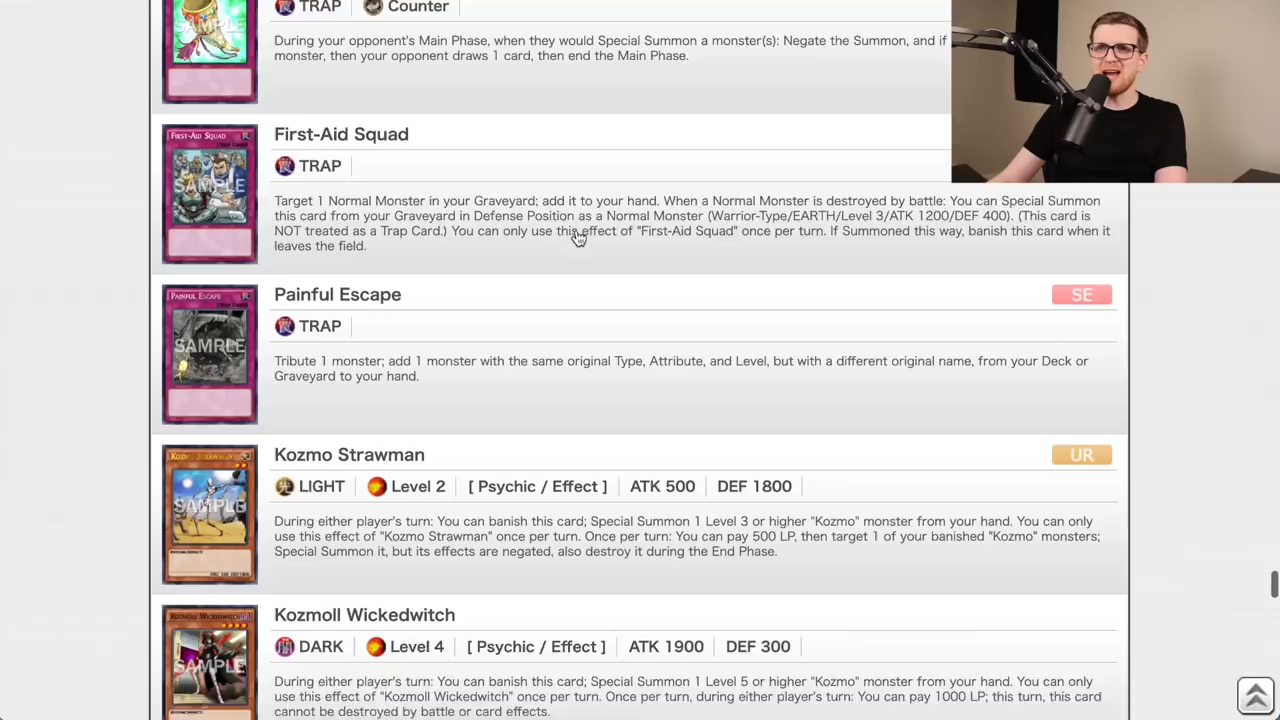 TRAP
Counter
During your opponent's Main Phase, when they would Special Summon a monster(s): Negate the Summon, and if
monster, then your opponent draws 1 card, then end the Main Phase.
SAMPLE
First-Aid Squad
TRAP
Target 1 Normal Monster in your Graveyard; add it to your hand. When a Normal Monster is destroyed by battle: You can Special Summon
this card from your Graveyard in Defense Position as a Normal Monster (Warrior-Type/EARTH/Level 3/ATK 1200/DEF 400). (This card is
NOT treated as a Trap Card.) You can only use this effect of "First-Aid Squad" once per turn. If Summoned this way, banish this card when it
leaves the field.
FIRST-AID SQUAD
SAMPLE
Painful Escape
SE
TRAP
Tribute 1 monster; add 1 monster with the same original Type, Attribute, and Level, but with a different original name, from your Deck or
Graveyard to your hand.
PAINFUL ESCAPE
SAMPLE
Kozmo Strawman
UR
LIGHT
Level 2
[ Psychic / Effect ]
ATK 500
DEF 1800
During either player's turn: You can banish this card; Special Summon 1 Level 3 or higher "Kozmo" monster from your hand. You can only
use this effect of "Kozmo Strawman" once per turn. Once per turn: You can pay 500 LP, then target 1 of your banished "Kozmo" monsters;
Special Summon it, but its effects are negated, also destroy it during the End Phase.
KOZMO STRAWMAN
SAMPLE
Kozmoll Wickedwitch
DARK
Level 4
[ Psychic / Effect ]
ATK 1900
DEF 300
During either player's turn: You can banish this card; Special Summon 1 Level 5 or higher "Kozmo" monster from your hand. You can only
use this effect of "Kozmoll Wickedwitch" once per turn. Once per turn, during either player's turn: You can pay 1000 LP; this turn, this card
cannot be destroyed by battle or card effects.
KOZMOLL WICKEDWITCH
SAMPLE